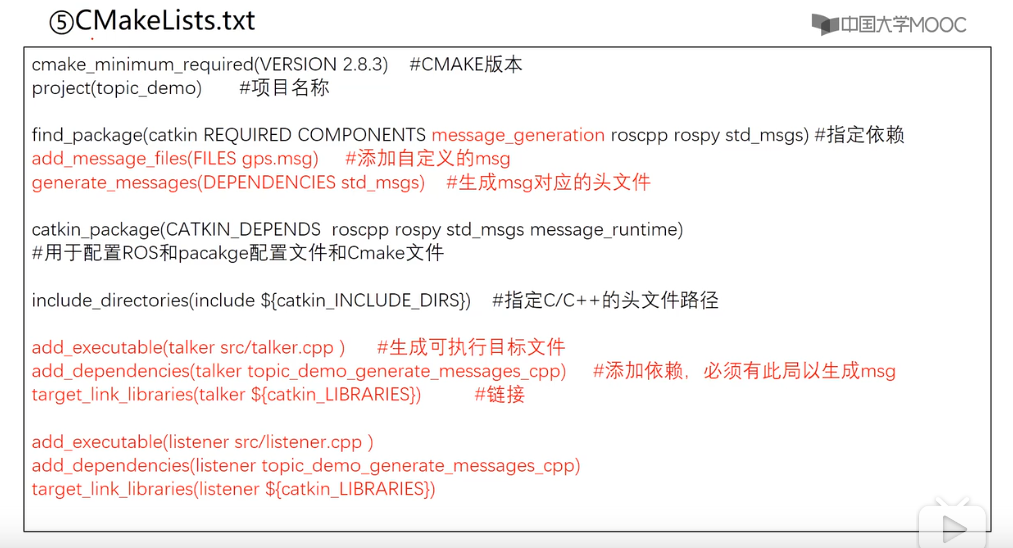 ⑤CMakeLists.txt
中国大学MOOC
cmake_minimum_required(VERSION 2.8.3) #CMAKE版本
project(topic_demo) #项目名称
find_package(catkin REQUIRED COMPONENTS message_generation roscpp rospy std_msgs) #指定依赖
add_message_files(FILES gps.msg) #添加自定义的msg
generate_messages(DEPENDENCIES std_msgs) #生成msg对应的头文件
catkin_package(CATKIN_DEPENDS roscpp rospy std_msgs message_runtime)
#用于配置ROS和pacakge配置文件和Cmake文件
include_directories(include ${catkin_INCLUDE_DIRS}) #指定C/C++的头文件路径
add_executable(talker src/talker.cpp ) #生成可执行目标文件
add_dependencies(talker topic_demo_generate_messages_cpp) #添加依赖，必须有此局以生成msg
target_link_libraries(talker ${catkin_LIBRARIES}) #链接
add_executable(listener src/listener.cpp )
add_dependencies(listener topic_demo_generate_messages_cpp)
target_link_libraries(listener ${catkin_LIBRARIES})